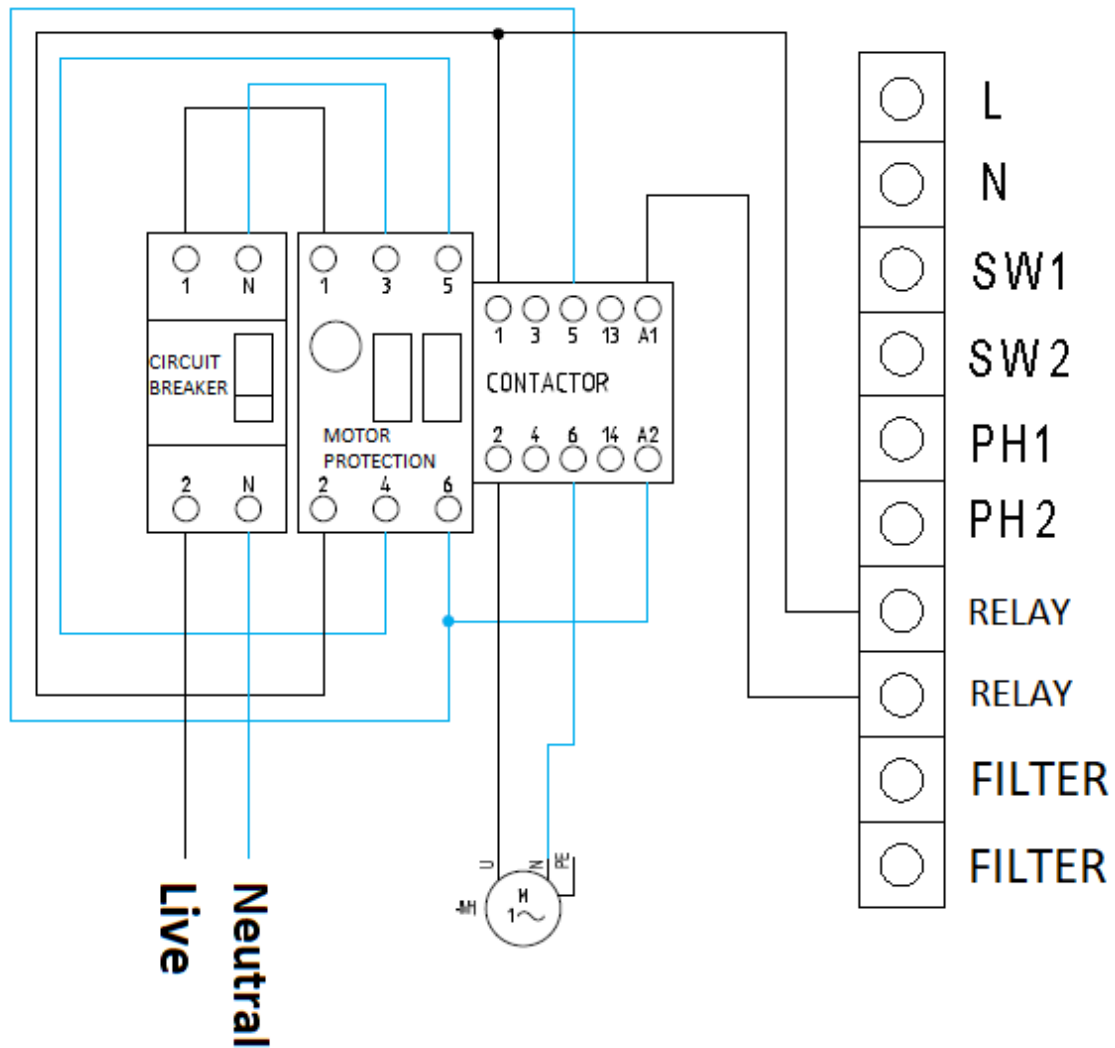 L
N
SW1
SW2
PH1
PH2
RELAY
RELAY
FILTER
FILTER
1 N
CIRCUIT
BREAKER
2 N
1 3 5
MOTOR
PROTECTION
2 4 6
1 3 5 13 A1
CONTACTOR
2 4 6 14 A2
Live
Neutral
U N PE
-M1
M
1~